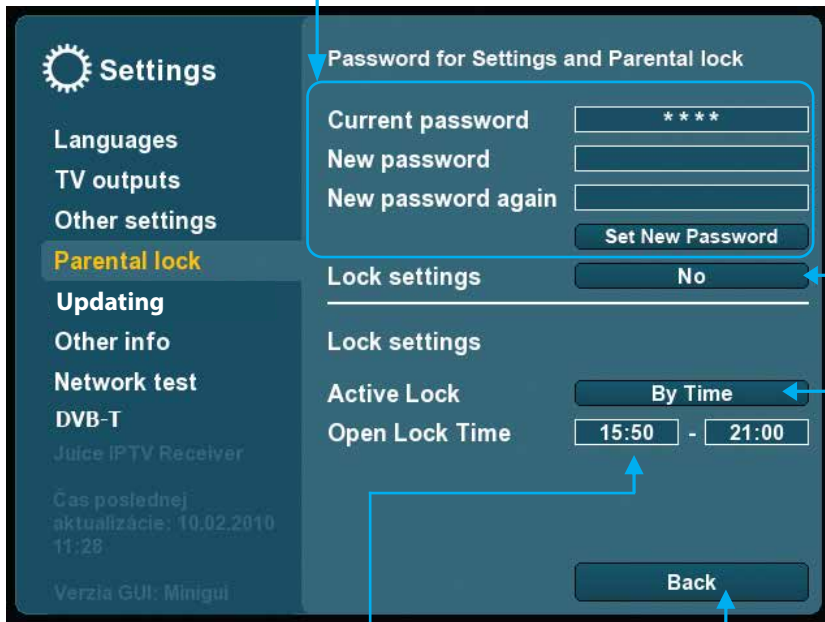 Settings
Languages
TV outputs
Other settings
Parental lock
Updating
Other info
Network test
DVB-T
Juice IPTV Receiver
Čas poslednej
aktualizácie: 10.02.2010
11:28
Verzia GUI: Minigui
Password for Settings and Parental lock
Current password ****
New password
New password again
Set New Password
Lock settings No
Lock settings
Active Lock By Time
Open Lock Time 15:50 - 21:00
Back